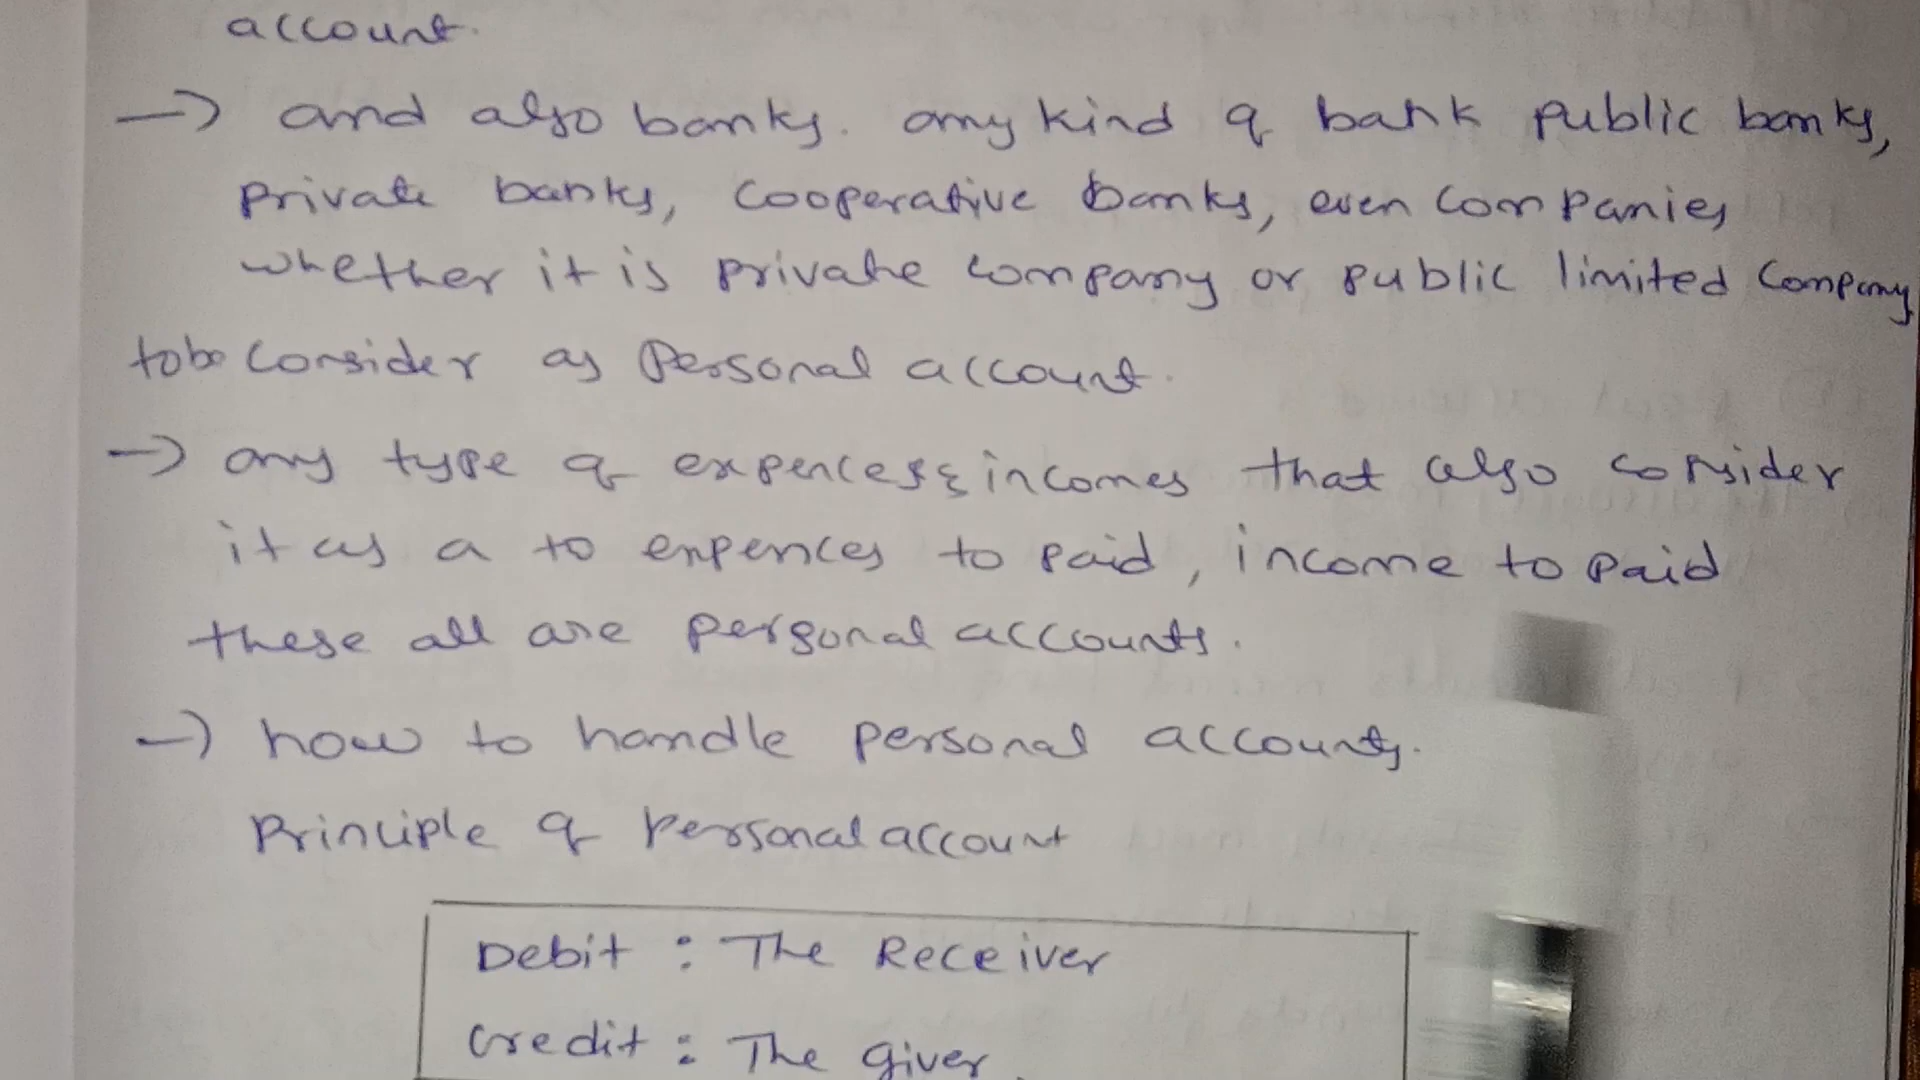 account.
→ and also banks. any kind of bank public banks,
private banks, cooperative banks, even companies
whether it is private company or public limited company
to be consider as Personal account.
→ any type of expences & incomes that also consider
it as a to expences to paid, income to paid
these all are personal accounts.
→ how to handle personal accounts.
Principle of Personal account
Debit : The Receiver
Credit : The giver.